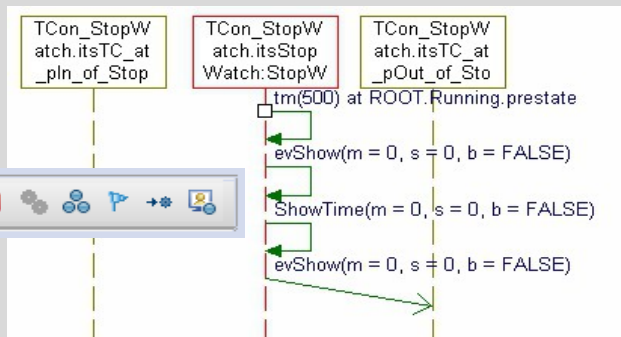 TCon_StopW
atch.itsTC_at
_pIn_of_Stop
TCon_StopW
atch.itsStop
Watch:StopW
TCon_StopW
atch.itsTC_at
_pOut_of_Sto
tm(500) at ROOT.Running.prestate
evShow(m = 0, s = 0, b = FALSE)
ShowTime(m = 0, s = 0, b = FALSE)
evShow(m = 0, s = 0, b = FALSE)